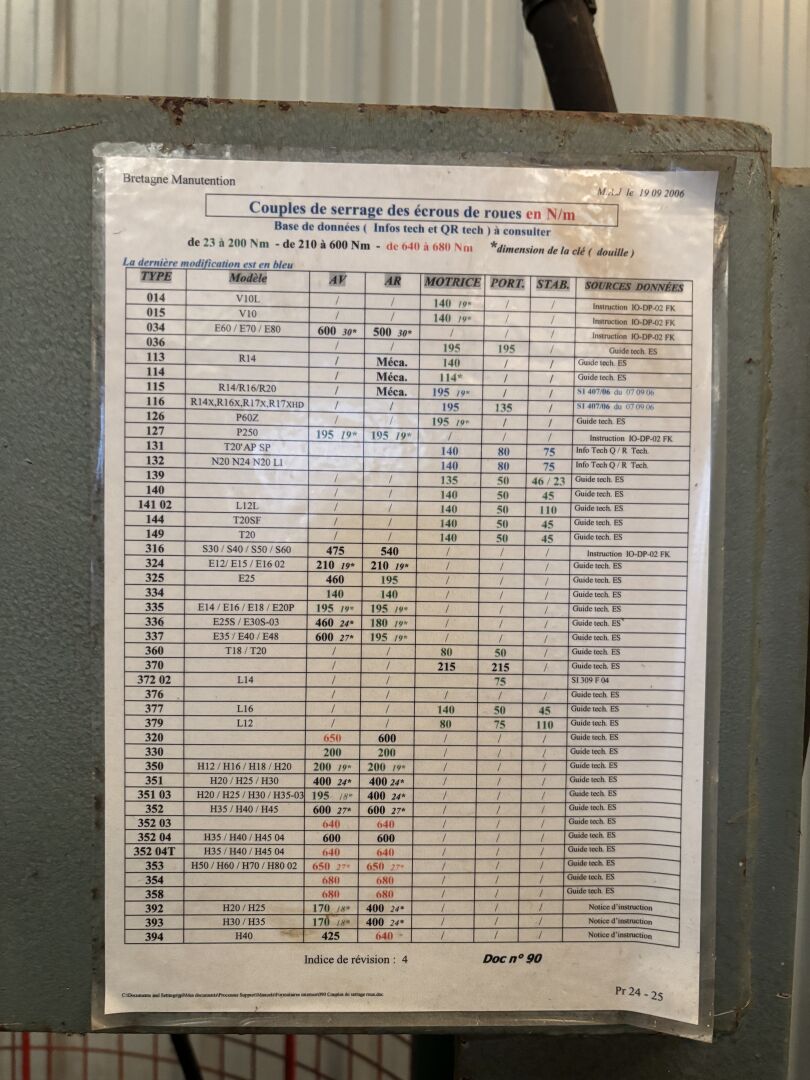 Bretagne Manutention
M.A.J le 19 09 2006
Couples de serrage des écrous de roues en N/m
Base de données ( Infos tech et QR tech ) à consulter
de 23 à 200 Nm - de 210 à 600 Nm - de 640 à 680 Nm *dimension de la clé ( douille )
La dernière modification est en bleu
TYPE Modèle AV AR MOTRICE PORT. STAB. SOURCES DONNÉES
014 V10L / / 140 19* / / Instruction IO-DP-02 FK
015 V10 / / 140 19* / / Instruction IO-DP-02 FK
034 E60 / E70 / E80 600 30* 500 30* / / / Instruction IO-DP-02 FK
036 / / 195 195 / Guide tech. ES
113 R14 / Méca. 140 / / Guide tech. ES
114 / Méca. 114* / / Guide tech. ES
115 R14/R16/R20 / Méca. 195 19* / / SI 407/06 du 07 09 06
116 R14X,R16X,R17X,R17XHD / / 195 135 / SI 407/06 du 07 09 06
126 P60Z / / 195 19* / / Guide tech. ES
127 P250 195 19* 195 19* / / / Instruction IO-DP-02 FK
131 T20 AP SP 140 80 75 Info Tech Q / R Tech.
132 N20 N24 N20 LI 140 80 75 Info Tech Q / R Tech.
139 / / 135 50 46 / 23 Guide tech. ES
140 / / 140 50 45 Guide tech. ES
141 02 L12L / / 140 50 110 Guide tech. ES
144 T20SF / / 140 50 45 Guide tech. ES
149 T20 / / 140 50 45 Guide tech. ES
316 S30 / S40 / S50 / S60 475 540 / / / Instruction IO-DP-02 FK
324 E12/ E15 / E16 02 210 19* 210 19* / / / Guide tech. ES
325 E25 460 195 / / / Guide tech. ES
334 140 140 / / / Guide tech. ES
335 E14 / E16 / E18 / E20P 195 19* 195 19* / / / Guide tech. ES
336 E25S / E30S-03 460 24* 180 19* / / / Guide tech. ES
337 E35 / E40 / E48 600 27* 195 19* / / / Guide tech. ES
360 T18 / T20 / / 80 50 / Guide tech. ES
370 / / 215 215 / Guide tech. ES
372 02 L14 / / 75 / SI 309 F 04
376 / / / / / Guide tech. ES
377 L16 / / 140 50 45 Guide tech. ES
379 L12 / / 80 75 110 Guide tech. ES
320 650 600 / / / Guide tech. ES
330 200 200 / / / Guide tech. ES
350 H12 / H16 / H18 / H20 200 19* 200 19* / / / Guide tech. ES
351 H20 / H25 / H30 400 24* 400 24* / / / Guide tech. ES
351 03 H20 / H25 / H30 / H35-03 195 18* 400 24* / / / Guide tech. ES
352 H35 / H40 / H45 600 27* 600 27* / / / Guide tech. ES
352 03 640 640 / / / Guide tech. ES
352 04 H35 / H40 / H45 04 600 600 / / / Guide tech. ES
352 04T H35 / H40 / H45 04 640 640 / / / Guide tech. ES
353 H50 / H60 / H70 / H80 02 650 27* 650 27* / / / Guide tech. ES
354 680 680 / / / Guide tech. ES
358 680 680 / / / Guide tech. ES
392 H20 / H25 170 18* 400 24* / / / Notice d'instruction
393 H30 / H35 170 18* 400 24* / / / Notice d'instruction
394 H40 425 640 / / / Notice d'instruction
Indice de révision : 4 Doc n° 90
Pr 24 - 25